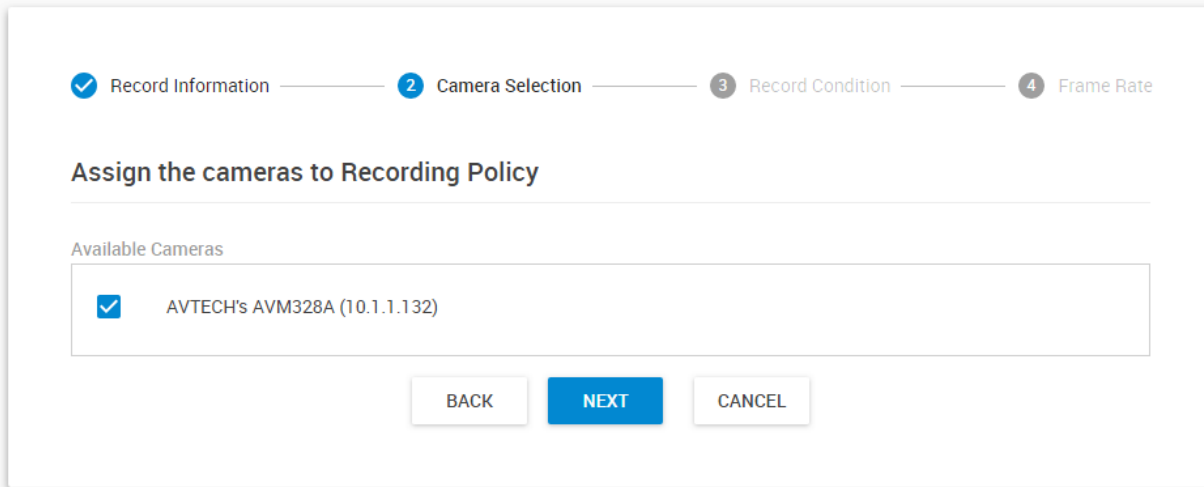 Record Information 2 Camera Selection 3 Record Condition 4 Frame Rate
Assign the cameras to Recording Policy
Available Cameras
AVTECH's AVM328A (10.1.1.132)
BACK NEXT CANCEL